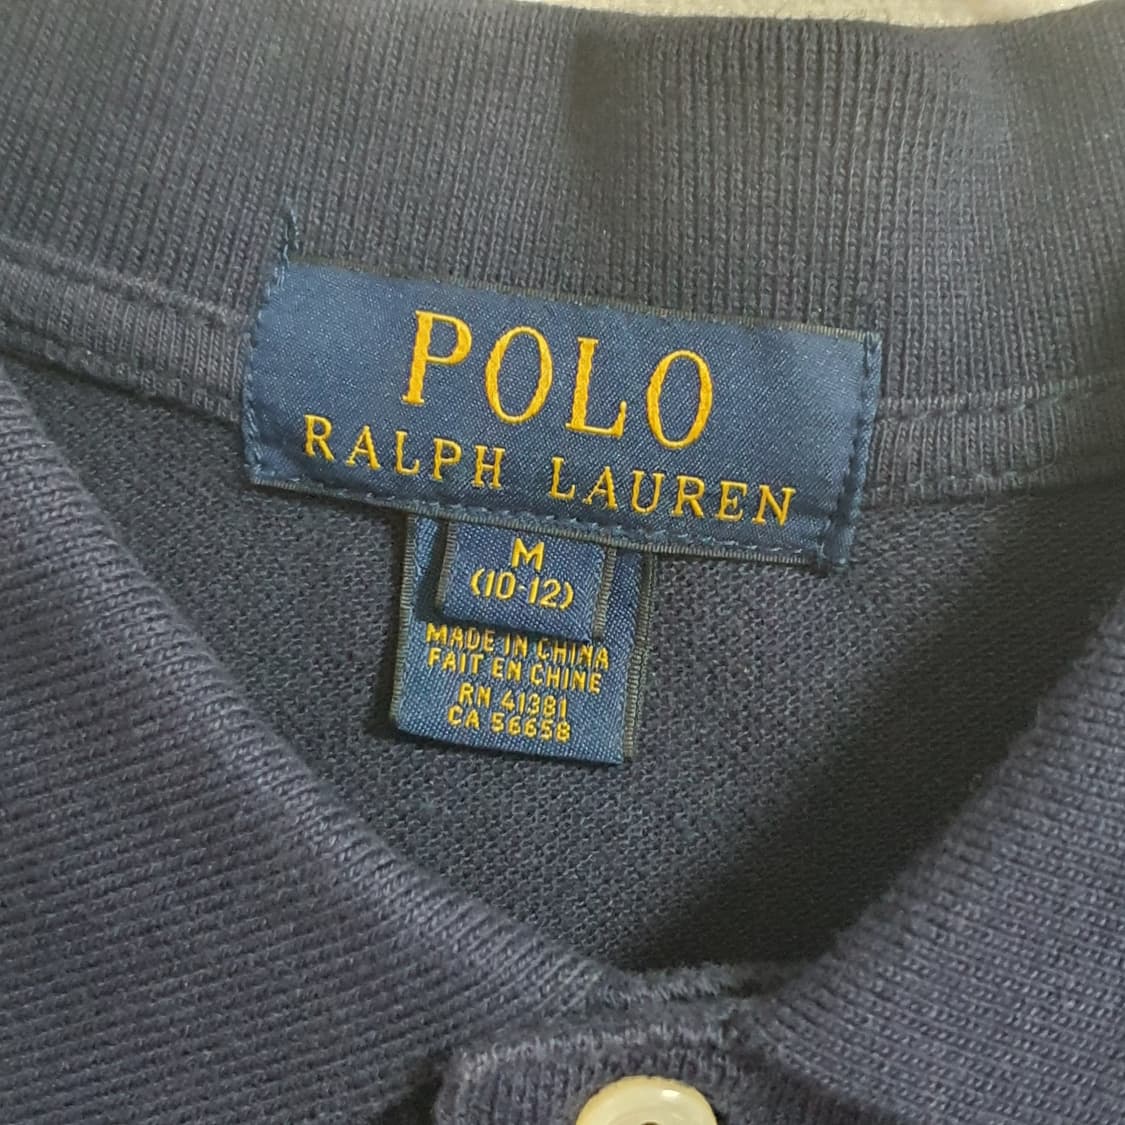 POLO
RALPH LAUREN
M
(10-12)
MADE IN CHINA
FAIT EN CHINE
RN 41381
CA 56658